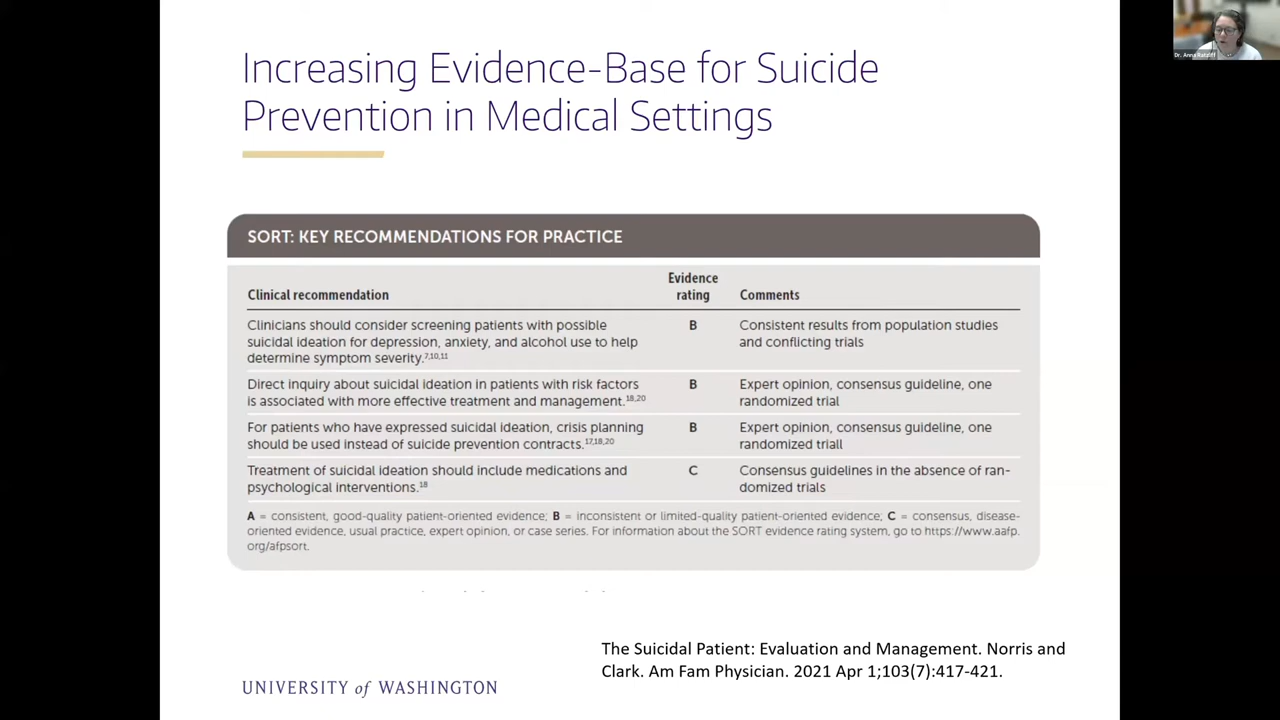 Increasing Evidence-Base for Suicide
Prevention in Medical Settings
SORT: KEY RECOMMENDATIONS FOR PRACTICE
Clinical recommendation
Evidence
rating
Comments
Clinicians should consider screening patients with possible
suicidal ideation for depression, anxiety, and alcohol use to help
determine symptom severity.7,10,11
B
Consistent results from population studies
and conflicting trials
Direct inquiry about suicidal ideation in patients with risk factors
is associated with more effective treatment and management.18,20
B
Expert opinion, consensus guideline, one
randomized trial
For patients who have expressed suicidal ideation, crisis planning
should be used instead of suicide prevention contracts.17,18,20
B
Expert opinion, consensus guideline, one
randomized triall
Treatment of suicidal ideation should include medications and
psychological interventions.18
C
Consensus guidelines in the absence of ran-
domized trials
A = consistent, good-quality patient-oriented evidence; B = inconsistent or limited-quality patient-oriented evidence; C = consensus, disease-
oriented evidence, usual practice, expert opinion, or case series. For information about the SORT evidence rating system, go to https://www.aafp.
org/afpsort.
The Suicidal Patient: Evaluation and Management. Norris and
Clark. Am Fam Physician. 2021 Apr 1;103(7):417-421.
UNIVERSITY of WASHINGTON
Dr. Anna Ratzliff